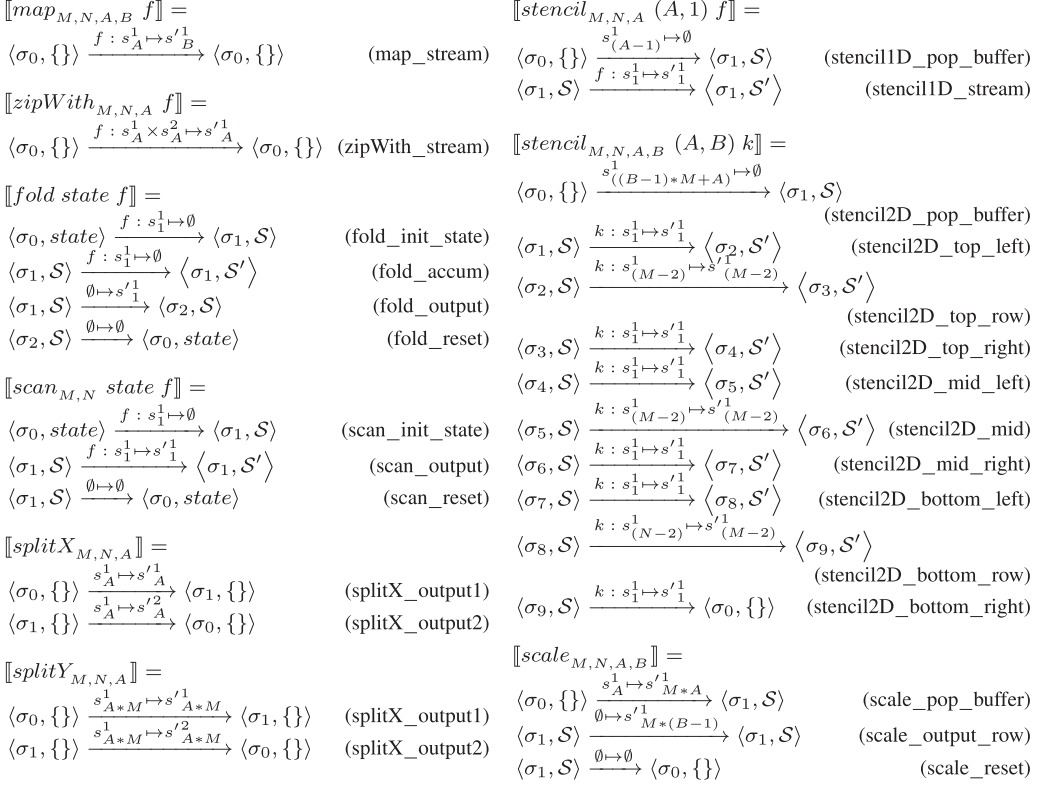 ⟦map_{M,N,A,B} f⟧ =
⟨σ₀, {}⟩ —f : s^1_A ↦ s'^1_B→ ⟨σ₀, {}⟩ (map_stream)
⟦zipWith_{M,N,A} f⟧ =
⟨σ₀, {}⟩ —f : s^1_A × s^2_A ↦ s'^1_A→ ⟨σ₀, {}⟩ (zipWith_stream)
⟦fold state f⟧ =
⟨σ₀, state⟩ —f : s^1_1 ↦ ∅→ ⟨σ₁, S⟩ (fold_init_state)
⟨σ₁, S⟩ —f : s^1_1 ↦ ∅→ ⟨σ₁, S'⟩ (fold_accum)
⟨σ₁, S⟩ —∅ ↦ s'^1_1→ ⟨σ₂, S⟩ (fold_output)
⟨σ₂, S⟩ —∅ ↦ ∅→ ⟨σ₀, state⟩ (fold_reset)
⟦scan_{M,N} state f⟧ =
⟨σ₀, state⟩ —f : s^1_1 ↦ ∅→ ⟨σ₁, S⟩ (scan_init_state)
⟨σ₁, S⟩ —f : s^1_1 ↦ s'^1_1→ ⟨σ₁, S'⟩ (scan_output)
⟨σ₁, S⟩ —∅ ↦ ∅→ ⟨σ₀, state⟩ (scan_reset)
⟦splitX_{M,N,A}⟧ =
⟨σ₀, {}⟩ —s^1_A ↦ s'^1_A→ ⟨σ₁, {}⟩ (splitX_output1)
⟨σ₁, {}⟩ —s^1_A ↦ s'^2_A→ ⟨σ₀, {}⟩ (splitX_output2)
⟦splitY_{M,N,A}⟧ =
⟨σ₀, {}⟩ —s^1_{A*M} ↦ s'^1_{A*M}→ ⟨σ₁, {}⟩ (splitX_output1)
⟨σ₁, {}⟩ —s^1_{A*M} ↦ s'^2_{A*M}→ ⟨σ₀, {}⟩ (splitX_output2)
⟦stencil_{M,N,A} (A, 1) f⟧ =
⟨σ₀, {}⟩ —s^1_{(A−1)} ↦ ∅→ ⟨σ₁, S⟩ (stencil1D_pop_buffer)
⟨σ₁, S⟩ —f : s^1_1 ↦ s'^1_1→ ⟨σ₁, S'⟩ (stencil1D_stream)
⟦stencil_{M,N,A,B} (A, B) k⟧ =
⟨σ₀, {}⟩ —s^1_{((B−1)*M+A)} ↦ ∅→ ⟨σ₁, S⟩
(stencil2D_pop_buffer)
⟨σ₁, S⟩ —k : s^1_1 ↦ s'^1_1→ ⟨σ₂, S'⟩ (stencil2D_top_left)
⟨σ₂, S⟩ —k : s^1_{(M−2)} ↦ s'^1_{(M−2)}→ ⟨σ₃, S'⟩
(stencil2D_top_row)
⟨σ₃, S⟩ —k : s^1_1 ↦ s'^1_1→ ⟨σ₄, S'⟩ (stencil2D_top_right)
⟨σ₄, S⟩ —k : s^1_1 ↦ s'^1_1→ ⟨σ₅, S'⟩ (stencil2D_mid_left)
⟨σ₅, S⟩ —k : s^1_{(M−2)} ↦ s'^1_{(M−2)}→ ⟨σ₆, S'⟩ (stencil2D_mid)
⟨σ₆, S⟩ —k : s^1_1 ↦ s'^1_1→ ⟨σ₇, S'⟩ (stencil2D_mid_right)
⟨σ₇, S⟩ —k : s^1_1 ↦ s'^1_1→ ⟨σ₈, S'⟩ (stencil2D_bottom_left)
⟨σ₈, S⟩ —k : s^1_{(N−2)} ↦ s'^1_{(M−2)}→ ⟨σ₉, S'⟩
(stencil2D_bottom_row)
⟨σ₉, S⟩ —k : s^1_1 ↦ s'^1_1→ ⟨σ₀, {}⟩ (stencil2D_bottom_right)
⟦scale_{M,N,A,B}⟧ =
⟨σ₀, {}⟩ —s^1_A ↦ s'^1_{M*A}→ ⟨σ₁, S⟩ (scale_pop_buffer)
⟨σ₁, S⟩ —∅ ↦ s'^1_{M*(B−1)}→ ⟨σ₁, S⟩ (scale_output_row)
⟨σ₁, S⟩ —∅ ↦ ∅→ ⟨σ₀, {}⟩ (scale_reset)